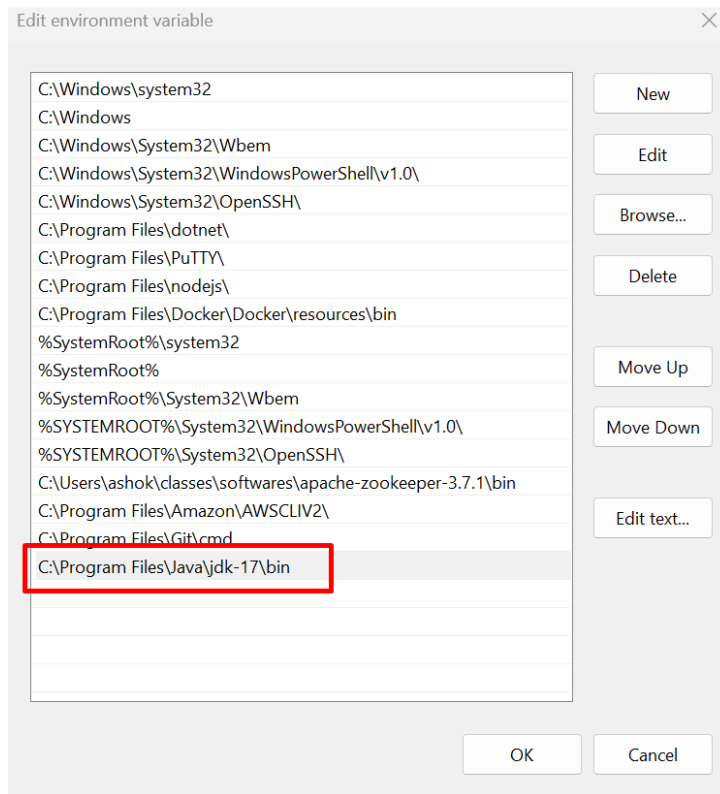 Edit environment variable
C:\Windows\system32
C:\Windows
C:\Windows\System32\Wbem
C:\Windows\System32\WindowsPowerShell\v1.0\
C:\Windows\System32\OpenSSH\
C:\Program Files\dotnet\
C:\Program Files\PuTTY\
C:\Program Files\nodejs\
C:\Program Files\Docker\Docker\resources\bin
%SystemRoot%\system32
%SystemRoot%
%SystemRoot%\System32\Wbem
%SYSTEMROOT%\System32\WindowsPowerShell\v1.0\
%SYSTEMROOT%\System32\OpenSSH\
C:\Users\ashok\classes\softwares\apache-zookeeper-3.7.1\bin
C:\Program Files\Amazon\AWSCLIV2\
C:\Program Files\Git\cmd
C:\Program Files\Java\jdk-17\bin
New
Edit
Browse...
Delete
Move Up
Move Down
Edit text...
OK
Cancel